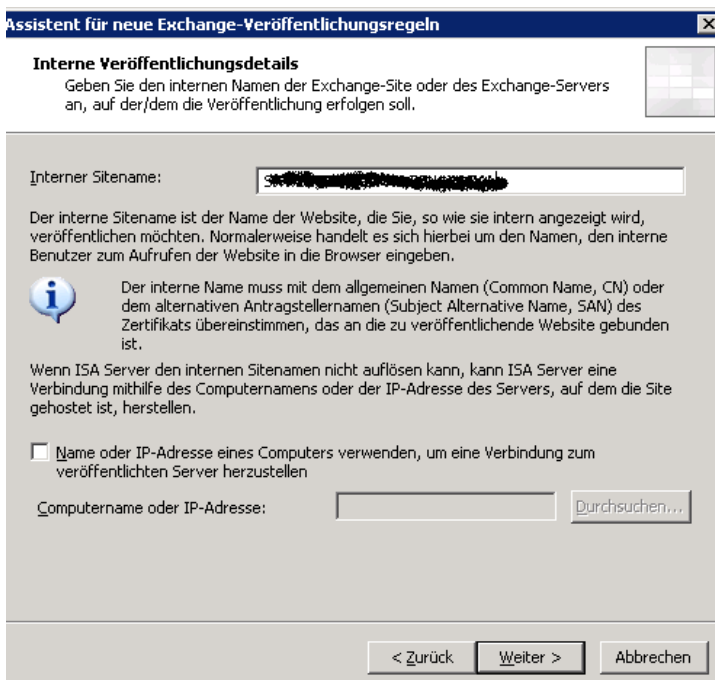 Assistent für neue Exchange-Veröffentlichungsregeln
Interne Veröffentlichungsdetails
Geben Sie den internen Namen der Exchange-Site oder des Exchange-Servers
an, auf der/dem die Veröffentlichung erfolgen soll.
Interner Sitename:
Der interne Sitename ist der Name der Website, die Sie, so wie sie intern angezeigt wird,
veröffentlichen möchten. Normalerweise handelt es sich hierbei um den Namen, den interne
Benutzer zum Aufrufen der Website in die Browser eingeben.
Der interne Name muss mit dem allgemeinen Namen (Common Name, CN) oder
dem alternativen Antragstellernamen (Subject Alternative Name, SAN) des
Zertifikats übereinstimmen, das an die zu veröffentlichende Website gebunden
ist.
Wenn ISA Server den internen Sitenamen nicht auflösen kann, kann ISA Server eine
Verbindung mithilfe des Computernamens oder der IP-Adresse des Servers, auf dem die Site
gehostet ist, herstellen.
Name oder IP-Adresse eines Computers verwenden, um eine Verbindung zum
veröffentlichten Server herzustellen
Computername oder IP-Adresse:
Durchsuchen...
< Zurück
Weiter >
Abbrechen